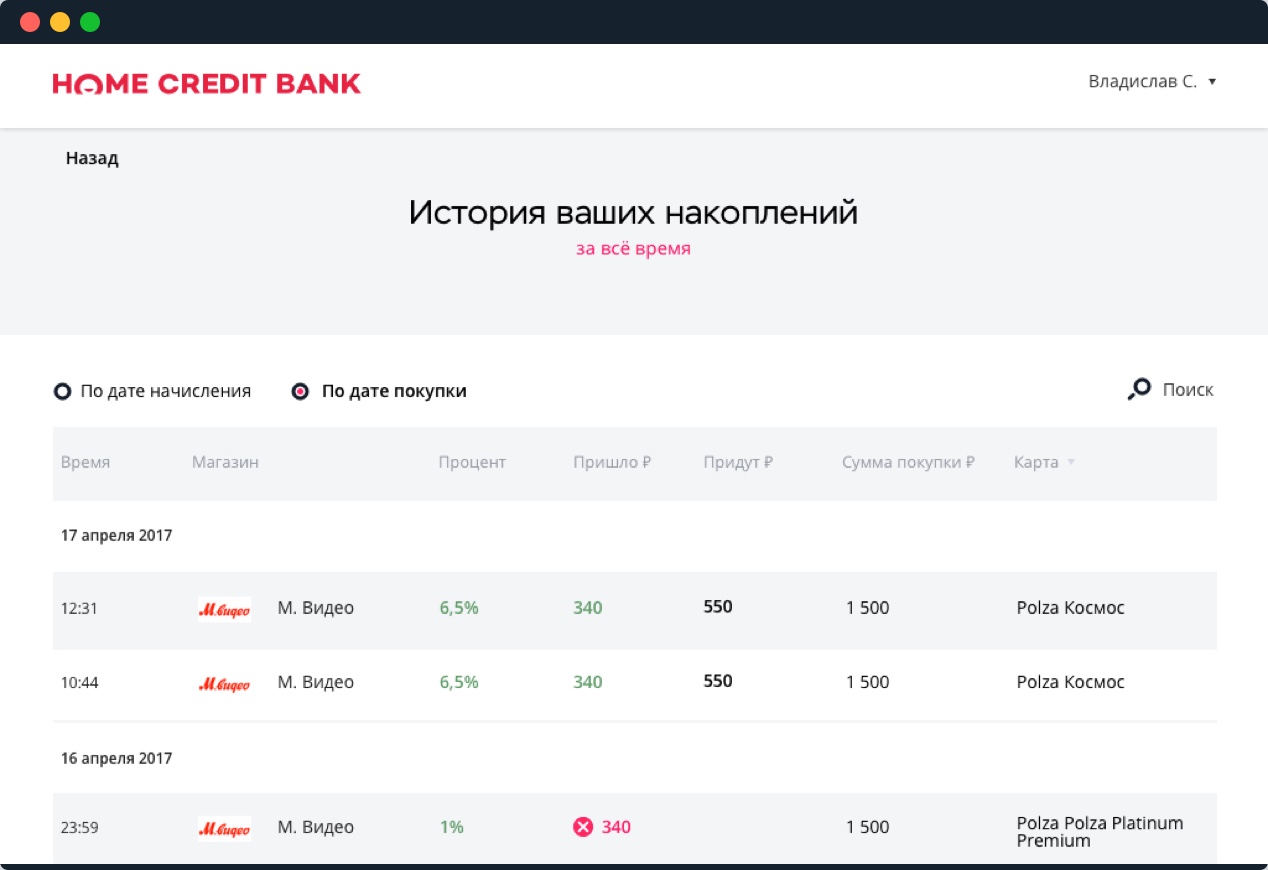 HOME CREDIT BANK
Владислав С.
Назад
История ваших накоплений
за всё время
По дате начисления По дате покупки Поиск
Время Магазин Процент Пришло ₽ Придут ₽ Сумма покупки ₽ Карта
17 апреля 2017
12:31 М.видео М. Видео 6,5% 340 550 1 500 Polza Космос
10:44 М.видео М. Видео 6,5% 340 550 1 500 Polza Космос
16 апреля 2017
23:59 М.видео М. Видео 1% 340 1 500 Polza Polza Platinum
Premium